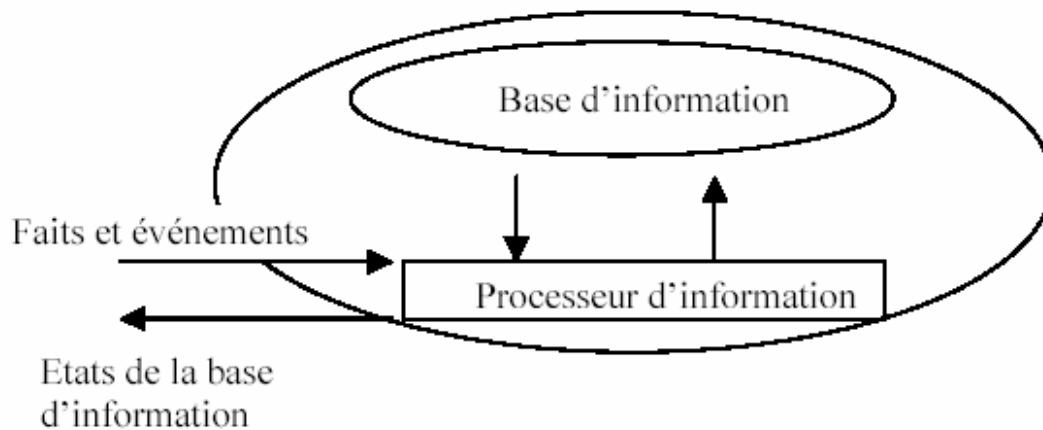 Base d'information
Faits et événements
Processeur d'information
Etats de la base
d'information